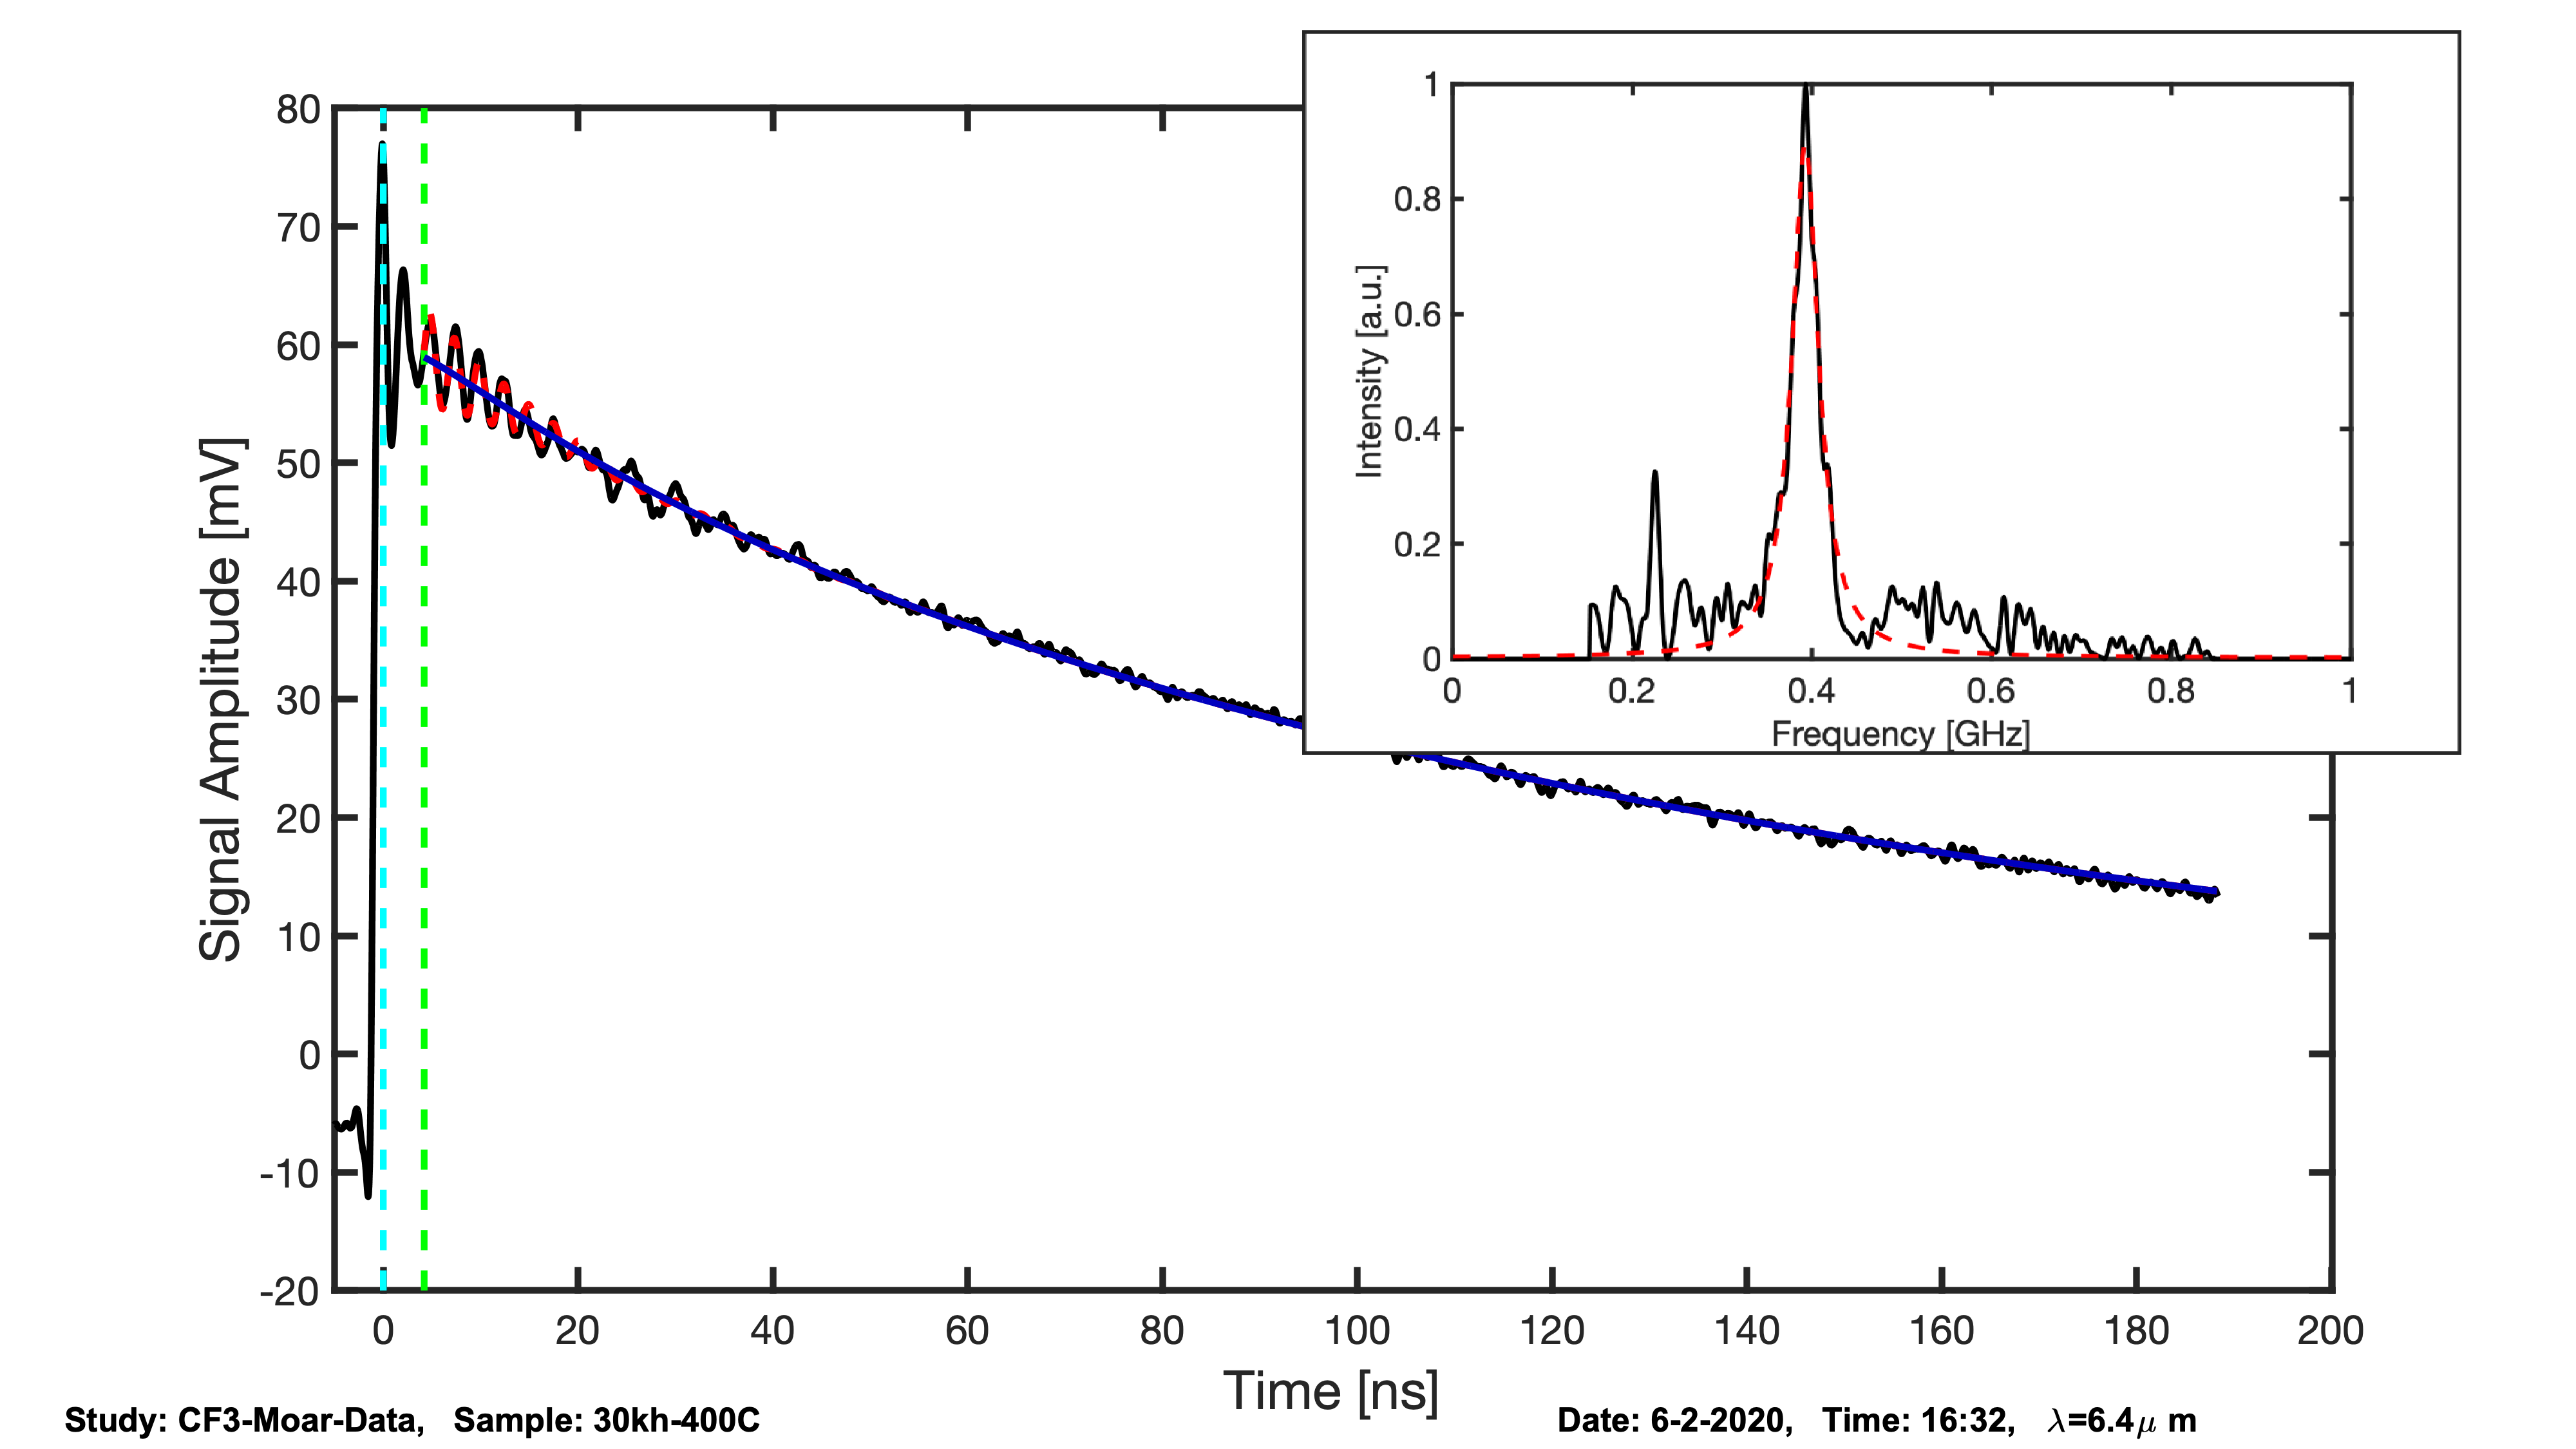 80
70
60
50
40
30
20
10
0
-10
-20
Signal Amplitude [mV]
0 20 40 60 80 100 120 140 160 180 200
Time [ns]
1
0.8
0.6
0.4
0.2
0
Intensity [a.u.]
0 0.2 0.4 0.6 0.8 1
Frequency [GHz]
Study: CF3-Moar-Data, Sample: 30kh-400C
Date: 6-2-2020, Time: 16:32, λ=6.4μ m